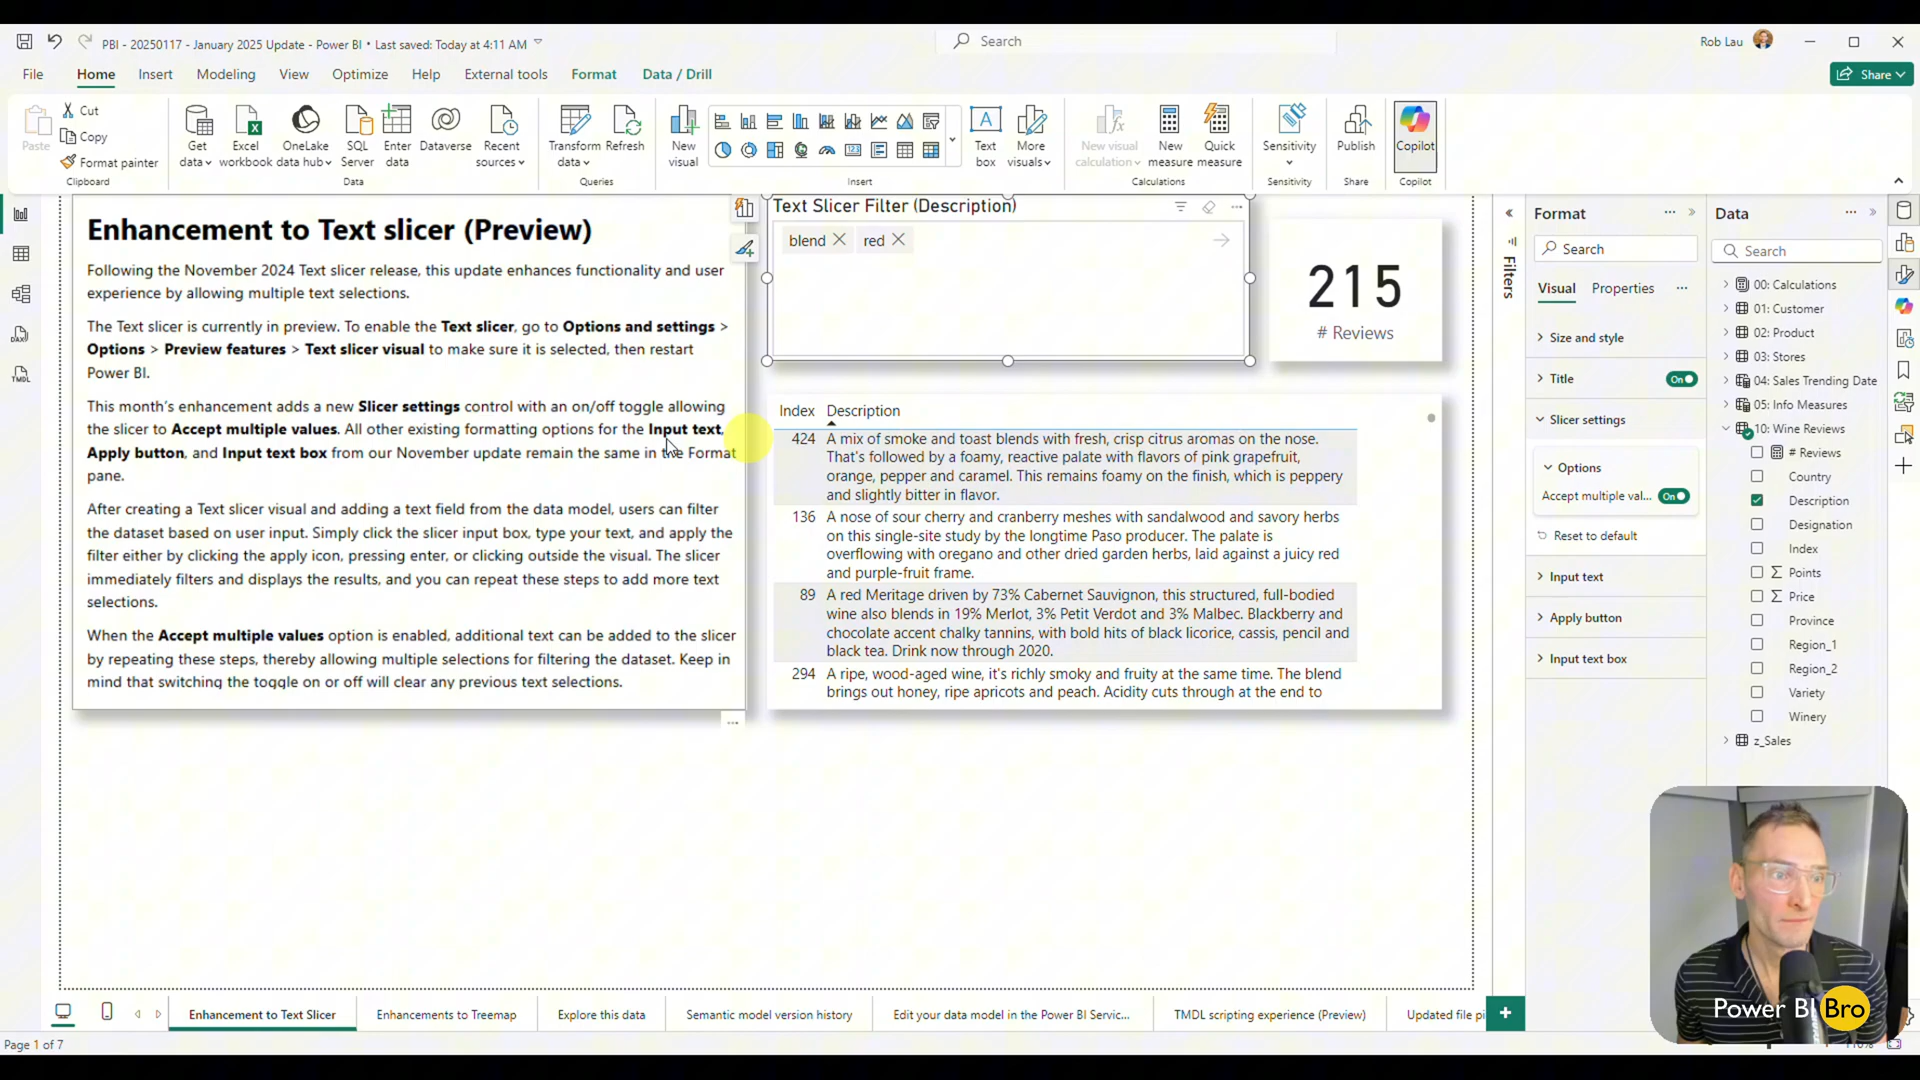 PBI - 20250117 - January 2025 Update - Power BI • Last saved: Today at 4:11 AM
Search
Rob Lau
File
Home
Insert
Modeling
View
Optimize
Help
External tools
Format
Data / Drill
Share
Paste
Cut
Copy
Format painter
Clipboard
Get data
Excel workbook
OneLake data hub
SQL Server
Enter data
Dataverse
Recent sources
Data
Transform data
Refresh
Queries
New visual
Text box
More visuals
Insert
New visual calculation
New measure
Quick measure
Calculations
Sensitivity
Sensitivity
Publish
Share
Copilot
Copilot
Enhancement to Text slicer (Preview)
Following the November 2024 Text slicer release, this update enhances functionality and user
experience by allowing multiple text selections.
The Text slicer is currently in preview. To enable the Text slicer, go to Options and settings >
Options > Preview features > Text slicer visual to make sure it is selected, then restart
Power BI.
This month's enhancement adds a new Slicer settings control with an on/off toggle allowing
the slicer to Accept multiple values. All other existing formatting options for the Input text,
Apply button, and Input text box from our November update remain the same in the Format
pane.
After creating a Text slicer visual and adding a text field from the data model, users can filter
the dataset based on user input. Simply click the slicer input box, type your text, and apply the
filter either by clicking the apply icon, pressing enter, or clicking outside the visual. The slicer
immediately filters and displays the results, and you can repeat these steps to add more text
selections.
When the Accept multiple values option is enabled, additional text can be added to the slicer
by repeating these steps, thereby allowing multiple selections for filtering the dataset. Keep in
mind that switching the toggle on or off will clear any previous text selections.
Text Slicer Filter (Description)
blend
red
215
# Reviews
Index Description
424 A mix of smoke and toast blends with fresh, crisp citrus aromas on the nose.
That's followed by a foamy, reactive palate with flavors of pink grapefruit,
orange, pepper and caramel. This remains foamy on the finish, which is peppery
and slightly bitter in flavor.
136 A nose of sour cherry and cranberry meshes with sandalwood and savory herbs
on this single-site study by the longtime Paso producer. The palate is
overflowing with oregano and other dried garden herbs, laid against a juicy red
and purple-fruit frame.
89 A red Meritage driven by 73% Cabernet Sauvignon, this structured, full-bodied
wine also blends in 19% Merlot, 3% Petit Verdot and 3% Malbec. Blackberry and
chocolate accent chalky tannins, with bold hits of black licorice, cassis, pencil and
black tea. Drink now through 2020.
294 A ripe, wood-aged wine, it's richly smoky and fruity at the same time. The blend
brings out honey, ripe apricots and peach. Acidity cuts through at the end to
Filters
Format
Search
Visual
Properties
Size and style
Title
On
Slicer settings
Options
Accept multiple val...
On
Reset to default
Input text
Apply button
Input text box
Data
Search
00: Calculations
01: Customer
02: Product
03: Stores
04: Sales Trending Date
05: Info Measures
10: Wine Reviews
# Reviews
Country
Description
Designation
Index
Points
Price
Province
Region_1
Region_2
Variety
Winery
z_Sales
DAX
TMDL
Enhancement to Text Slicer
Enhancements to Treemap
Explore this data
Semantic model version history
Edit your data model in the Power BI Servic...
TMDL scripting experience (Preview)
Updated file pi
Page 1 of 7
Power BI Bro